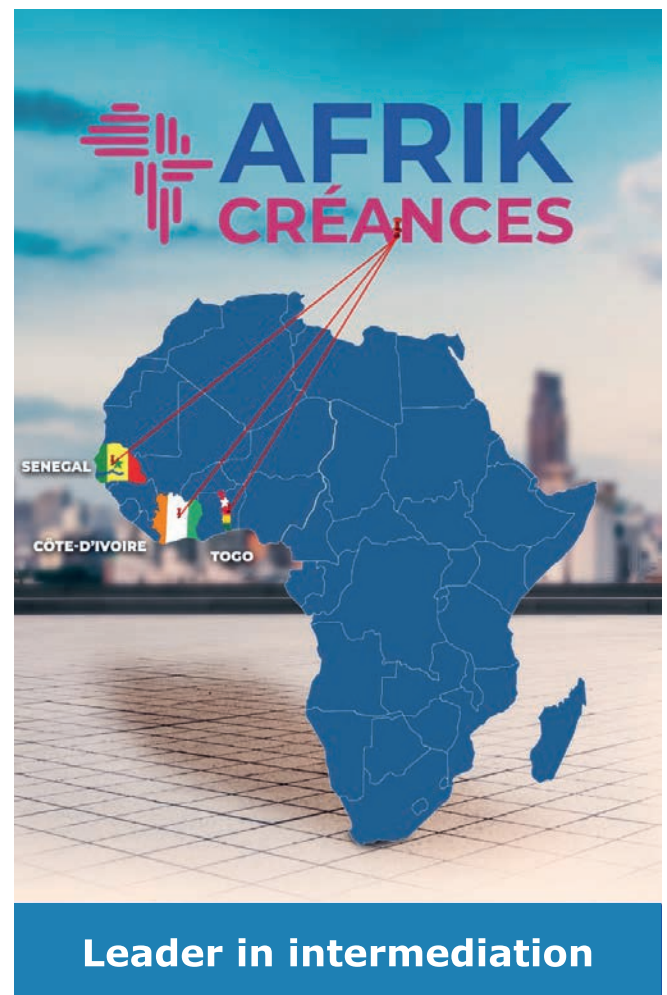 AFRIK
CRÉANCES
SENEGAL
CÔTE-D'IVOIRE
TOGO
Leader in intermediation